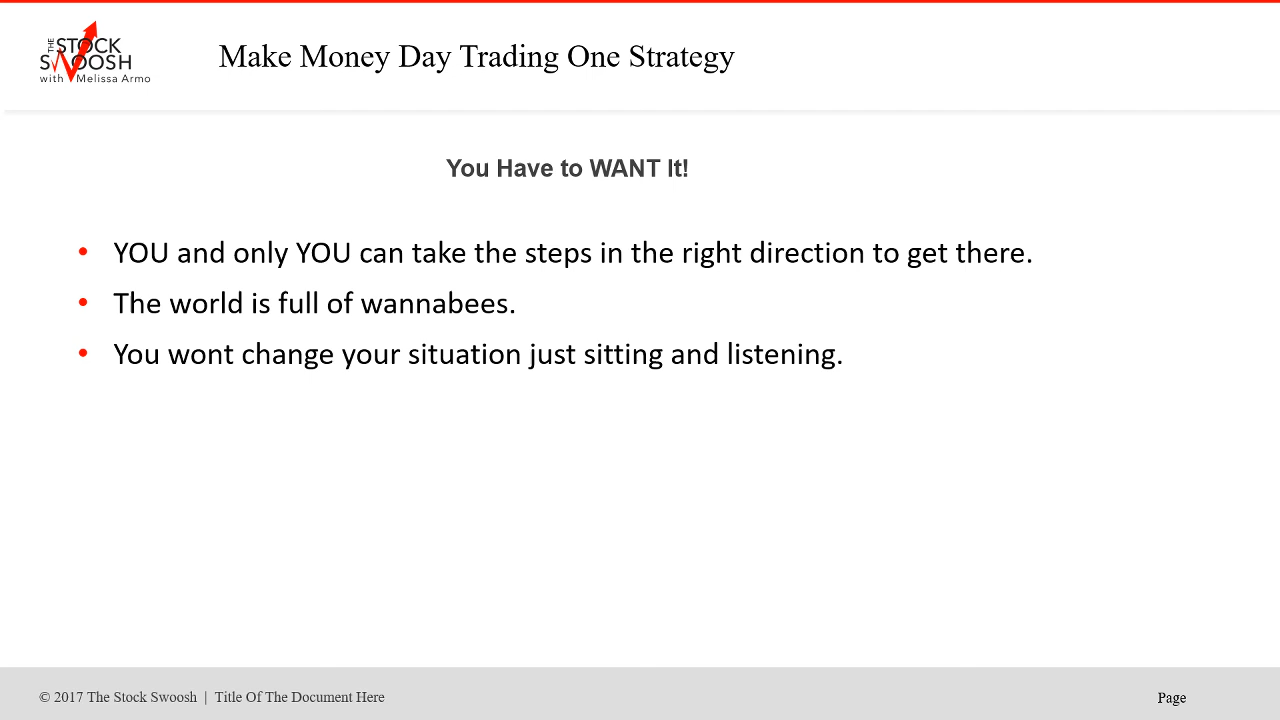 THE STOCK
SWOOSH
with Melissa Armo
Make Money Day Trading One Strategy
You Have to WANT It!
• YOU and only YOU can take the steps in the right direction to get there.
• The world is full of wannabees.
• You wont change your situation just sitting and listening.
© 2017 The Stock Swoosh | Title Of The Document Here
Page